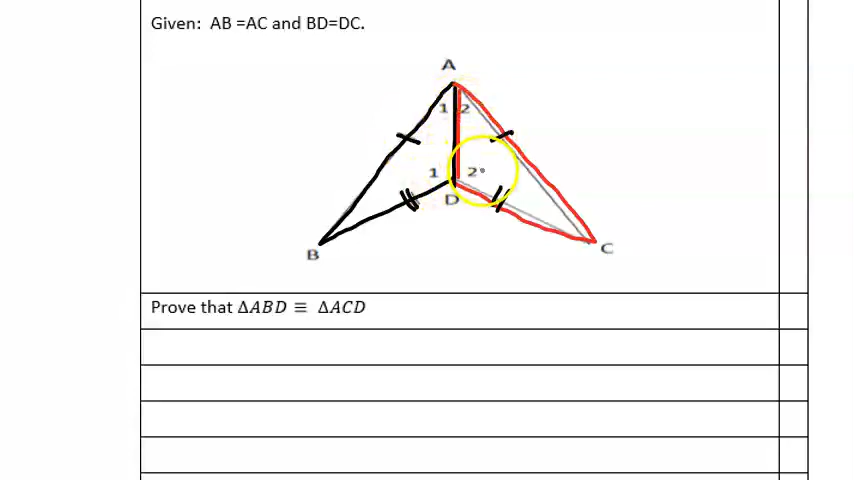 Given: AB =AC and BD=DC.
A
1 2
1 2
D
B
C
Prove that ΔABD ≡ ΔACD